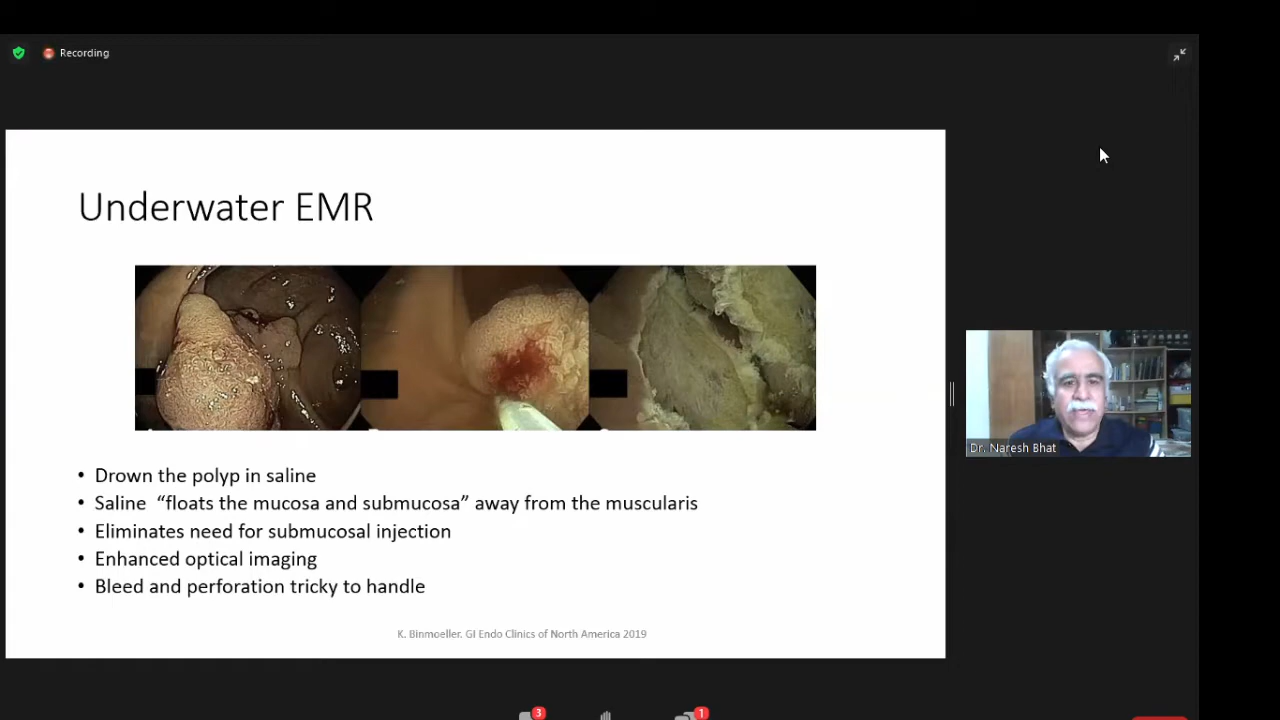 Recording
Underwater EMR
• Drown the polyp in saline
• Saline “floats the mucosa and submucosa” away from the muscularis
• Eliminates need for submucosal injection
• Enhanced optical imaging
• Bleed and perforation tricky to handle
K. Binmoeller. GI Endo Clinics of North America 2019
Dr. Naresh Bhat
3
1